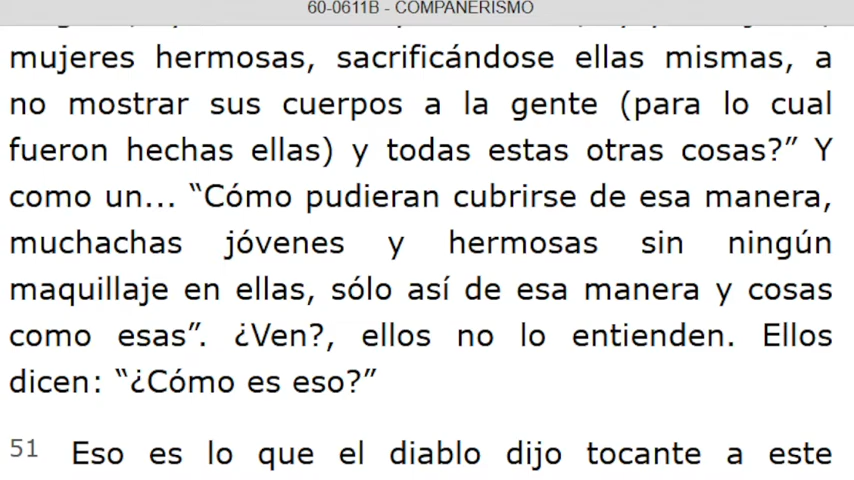 60-0611B - COMPAÑERISMO
mujeres hermosas, sacrificándose ellas mismas, a
no mostrar sus cuerpos a la gente (para lo cual
fueron hechas ellas) y todas estas otras cosas?” Y
como un... “Cómo pudieran cubrirse de esa manera,
muchachas jóvenes y hermosas sin ningún
maquillaje en ellas, sólo así de esa manera y cosas
como esas”. ¿Ven?, ellos no lo entienden. Ellos
dicen: “¿Cómo es eso?”
51 Eso es lo que el diablo dijo tocante a este